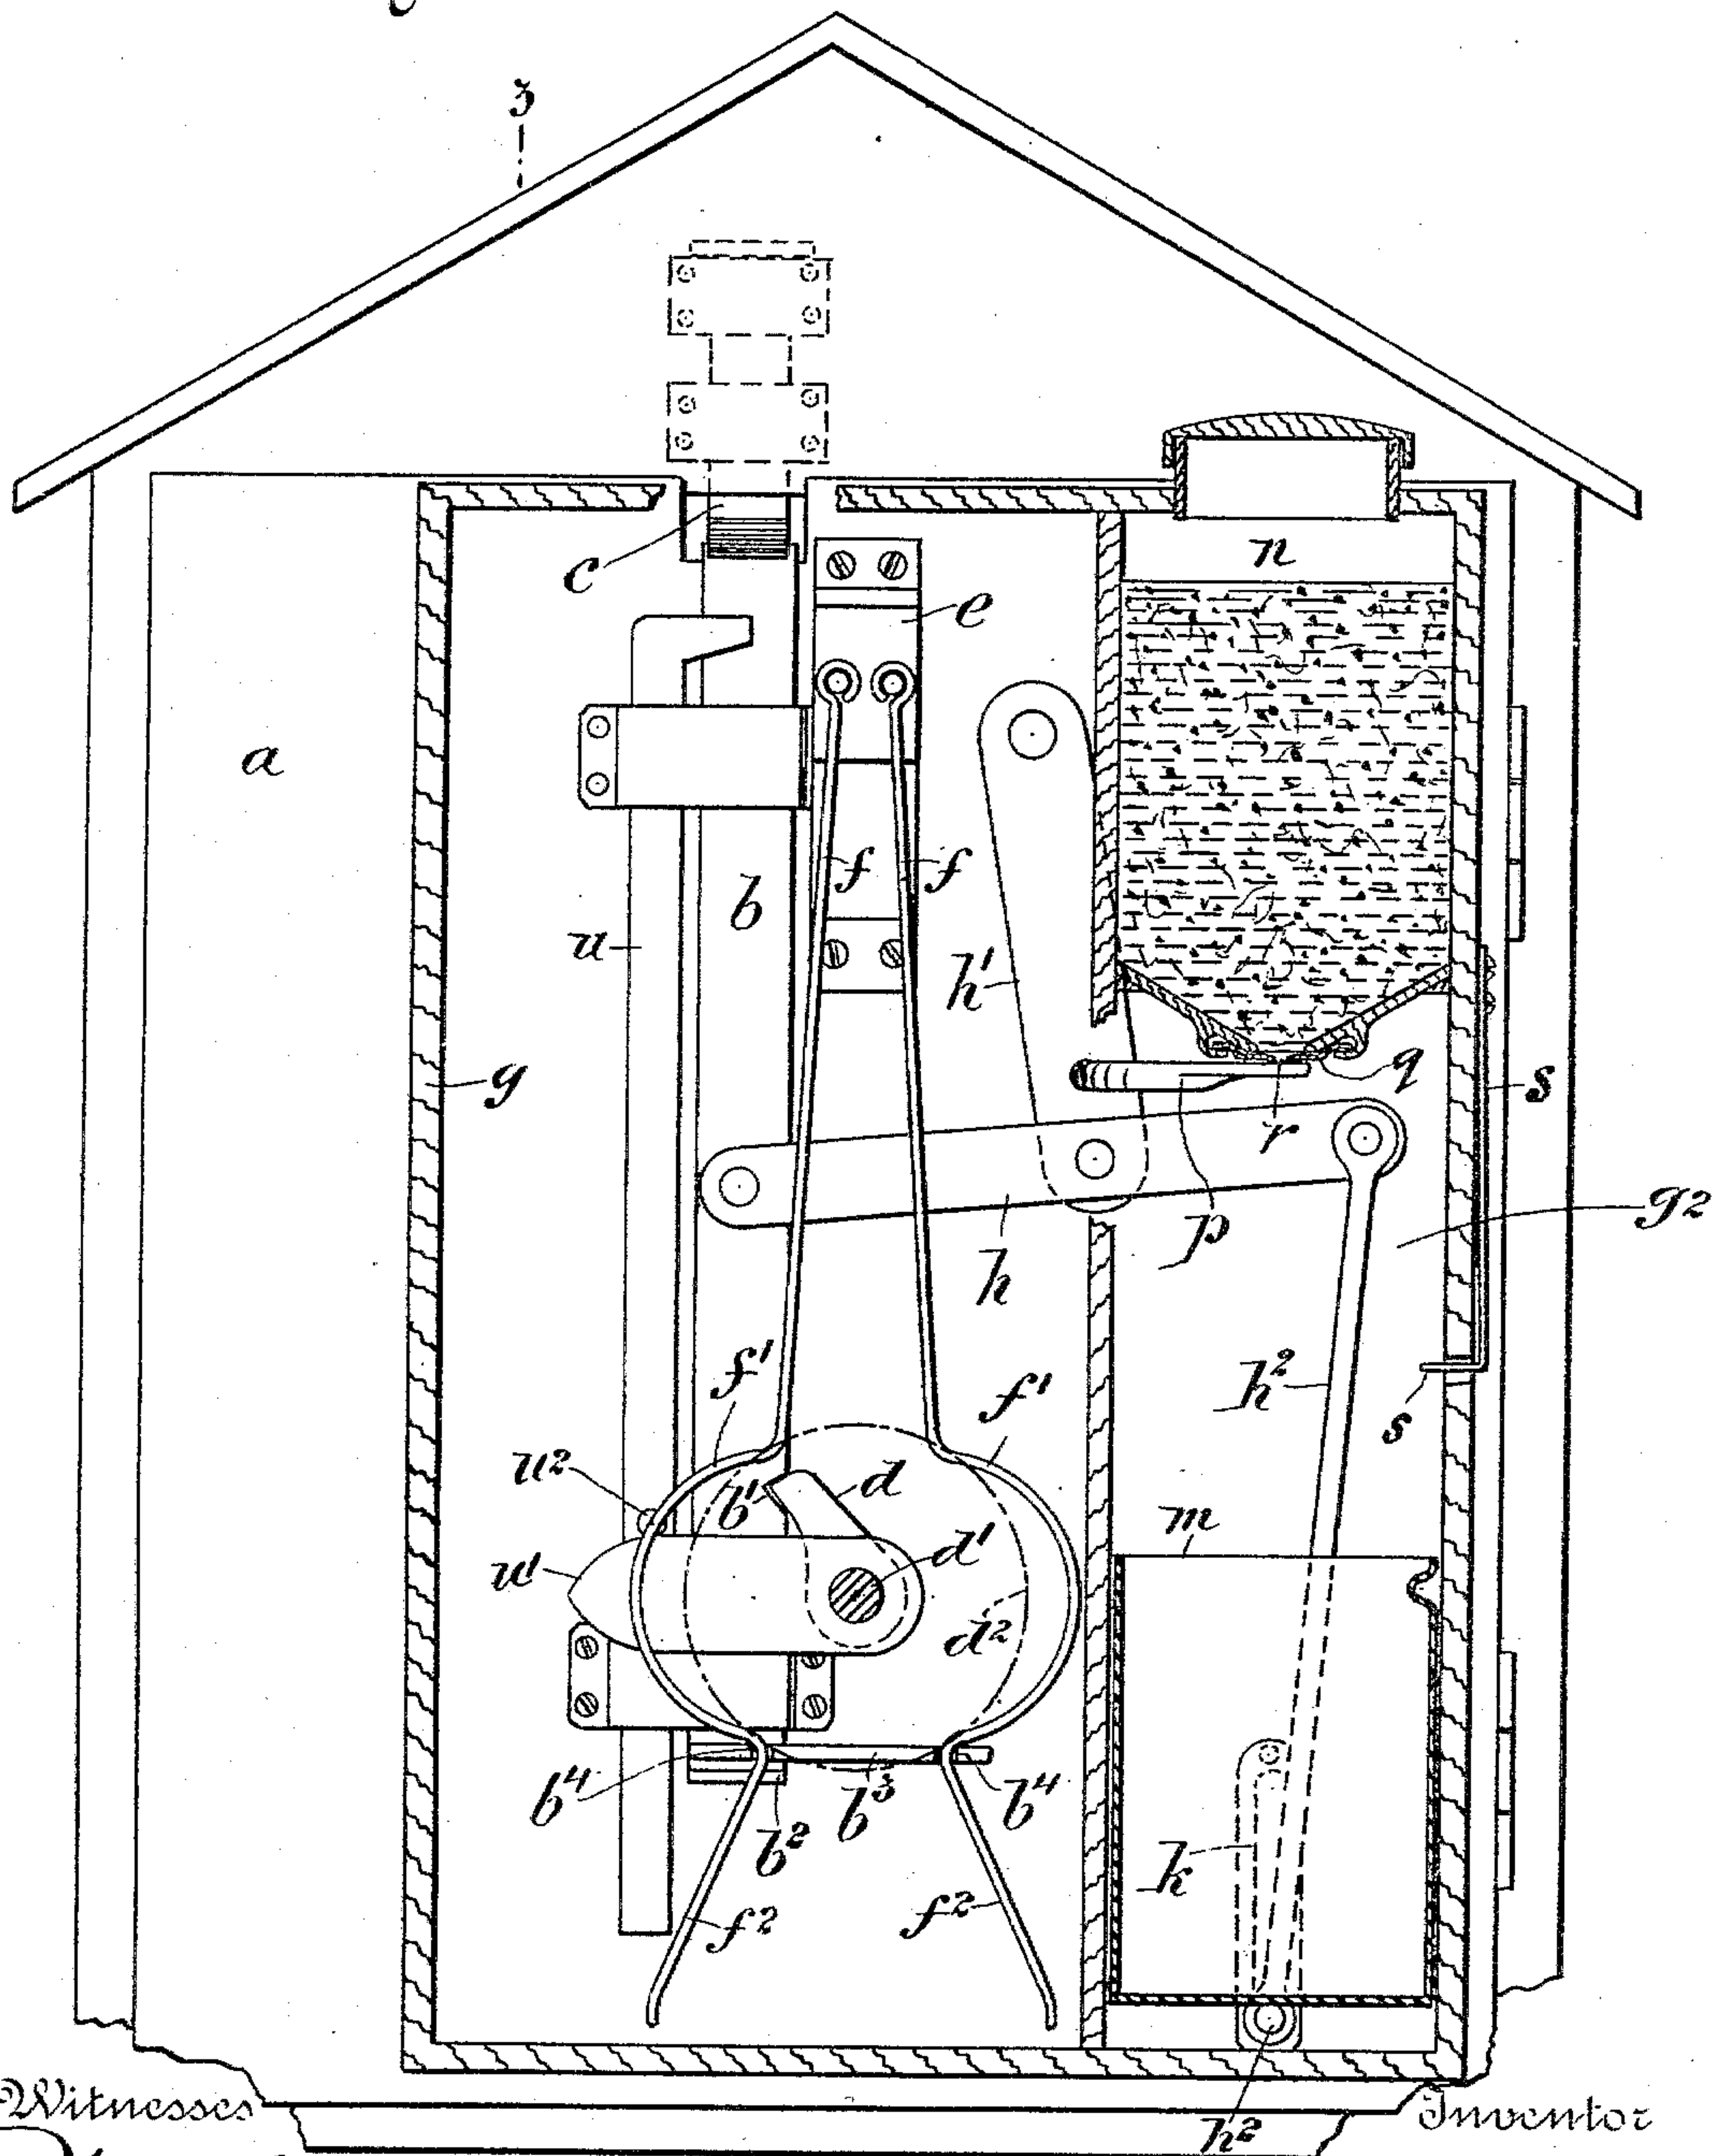 3
n
c
e
a
f f
b
u
h'
g
q
s
r
p
g2
h
f'
f'
h2
s
u2
b'
d
m
d'
u'
d2
b4
b3
b4
b2
k
f2
f2
Witnesses
Inventor
h2